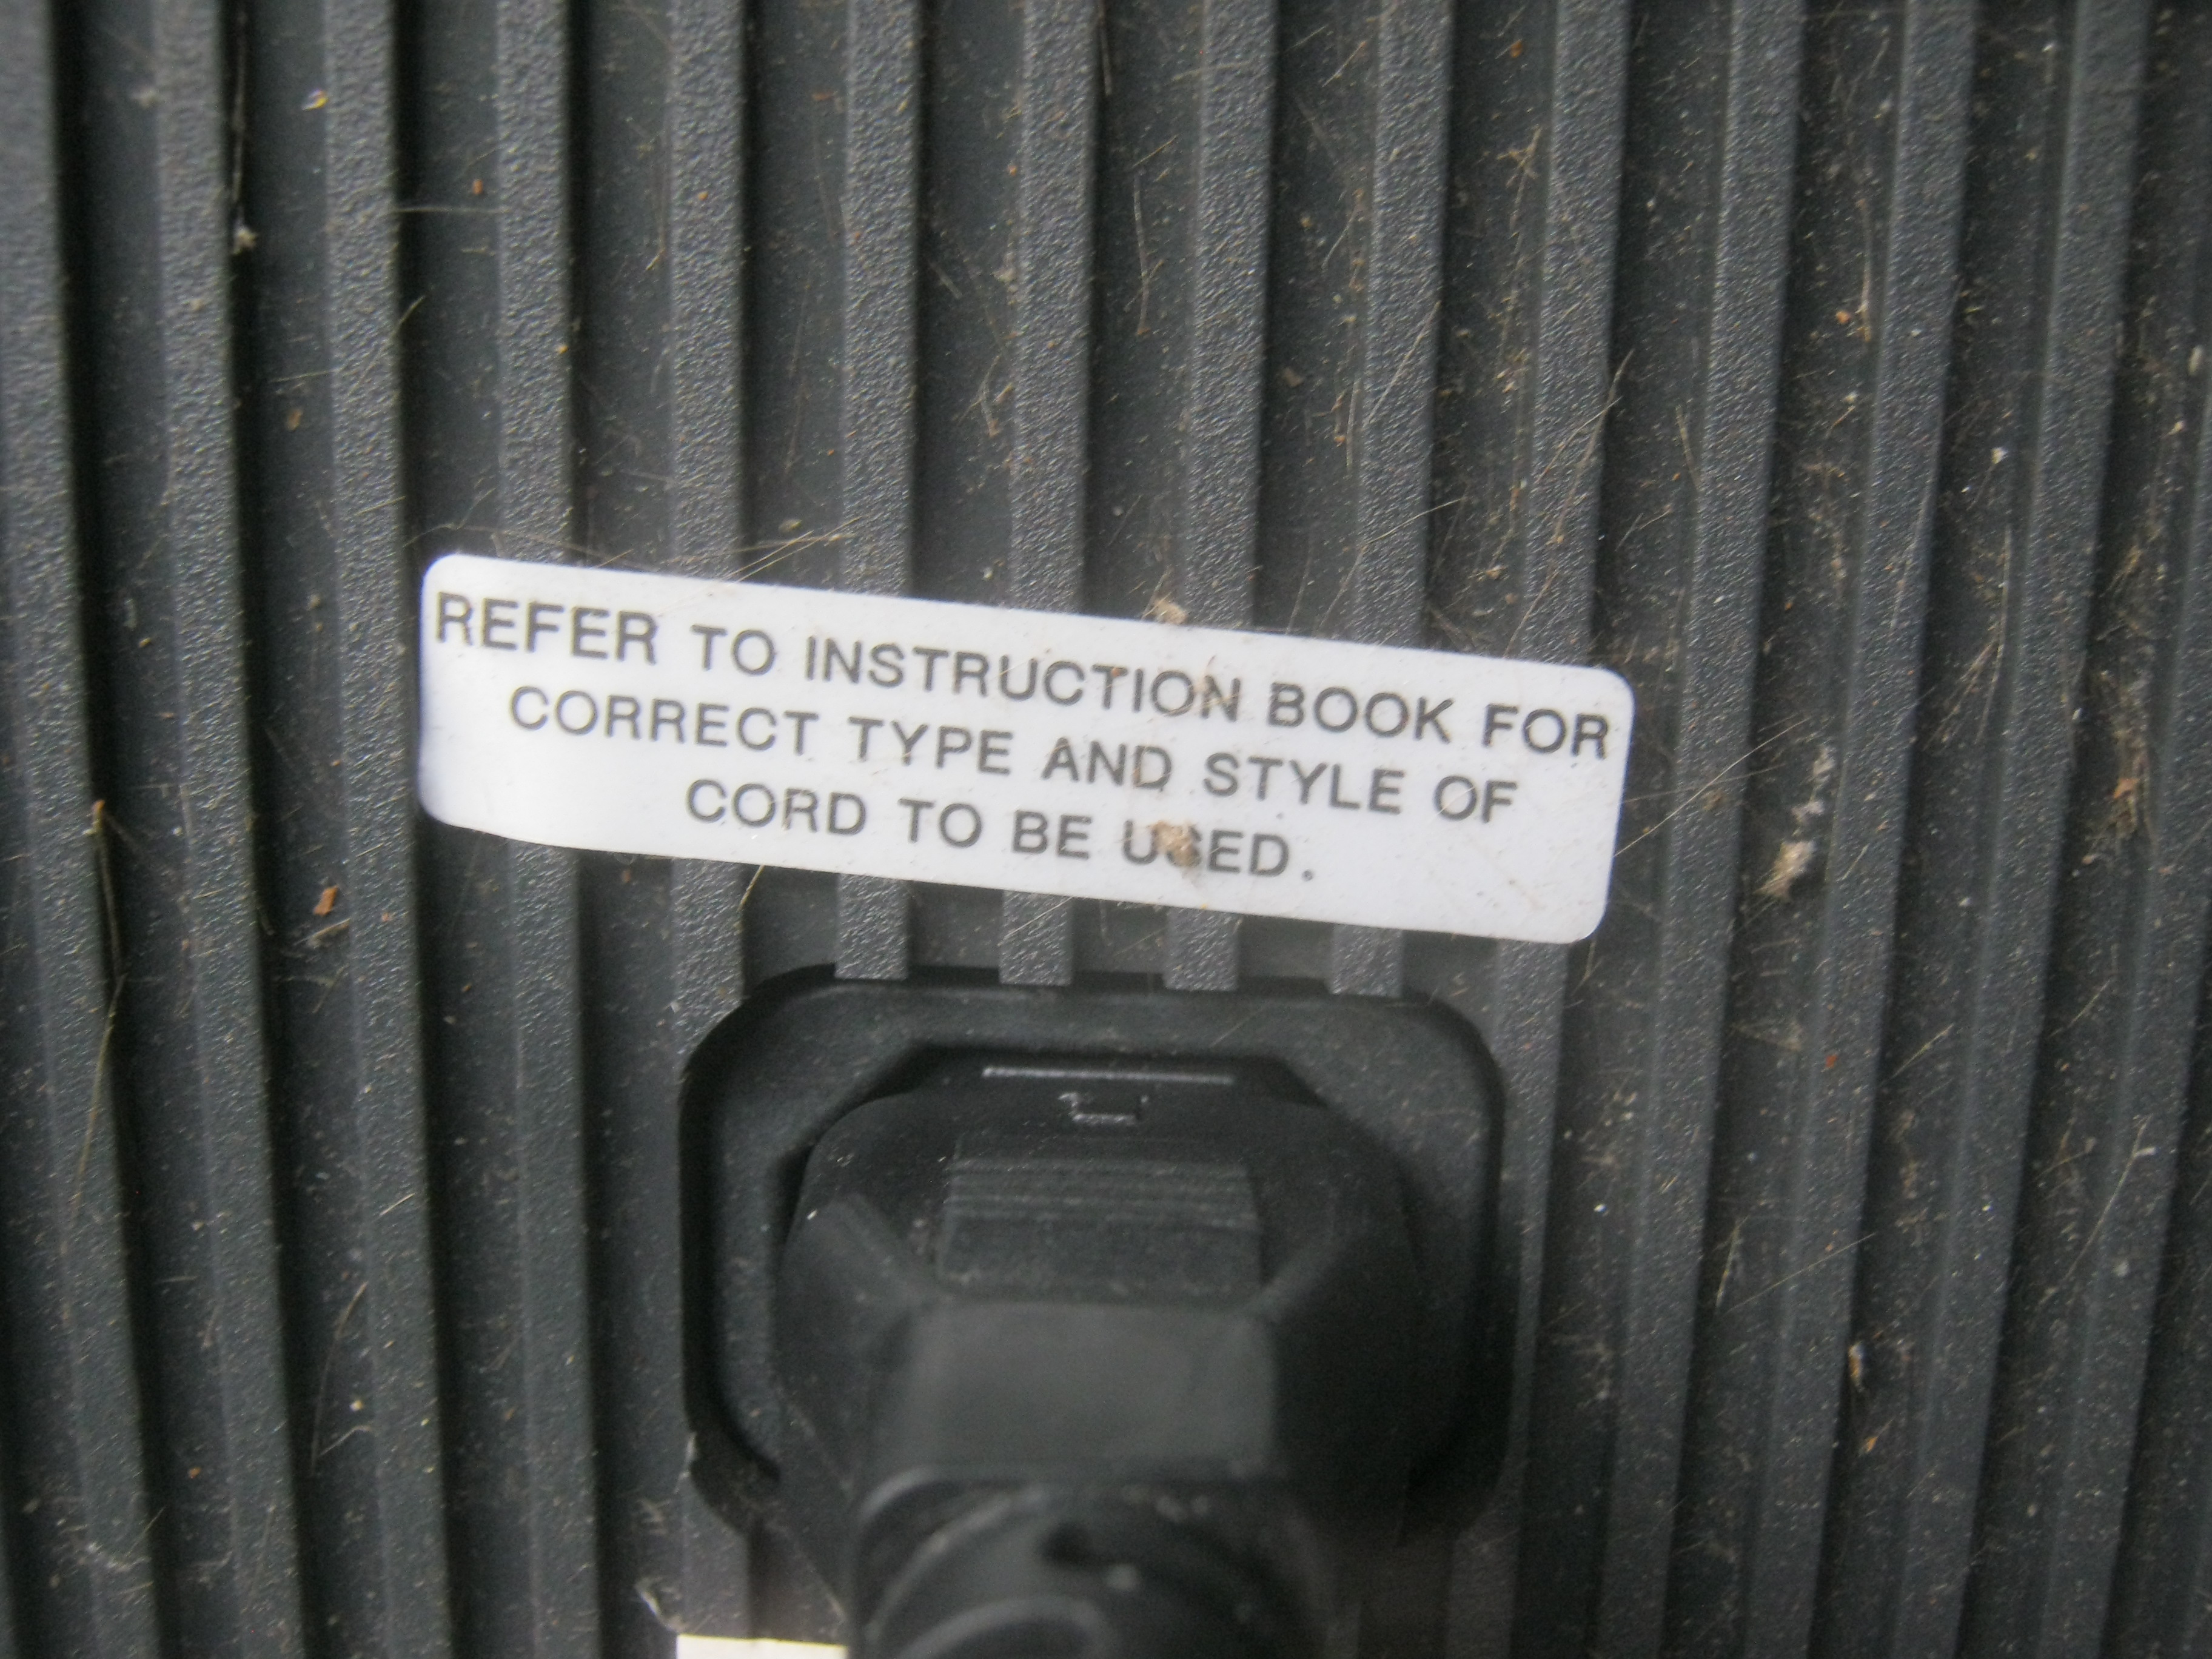 REFER TO INSTRUCTION BOOK FOR
CORRECT TYPE AND STYLE OF
CORD TO BE USED.